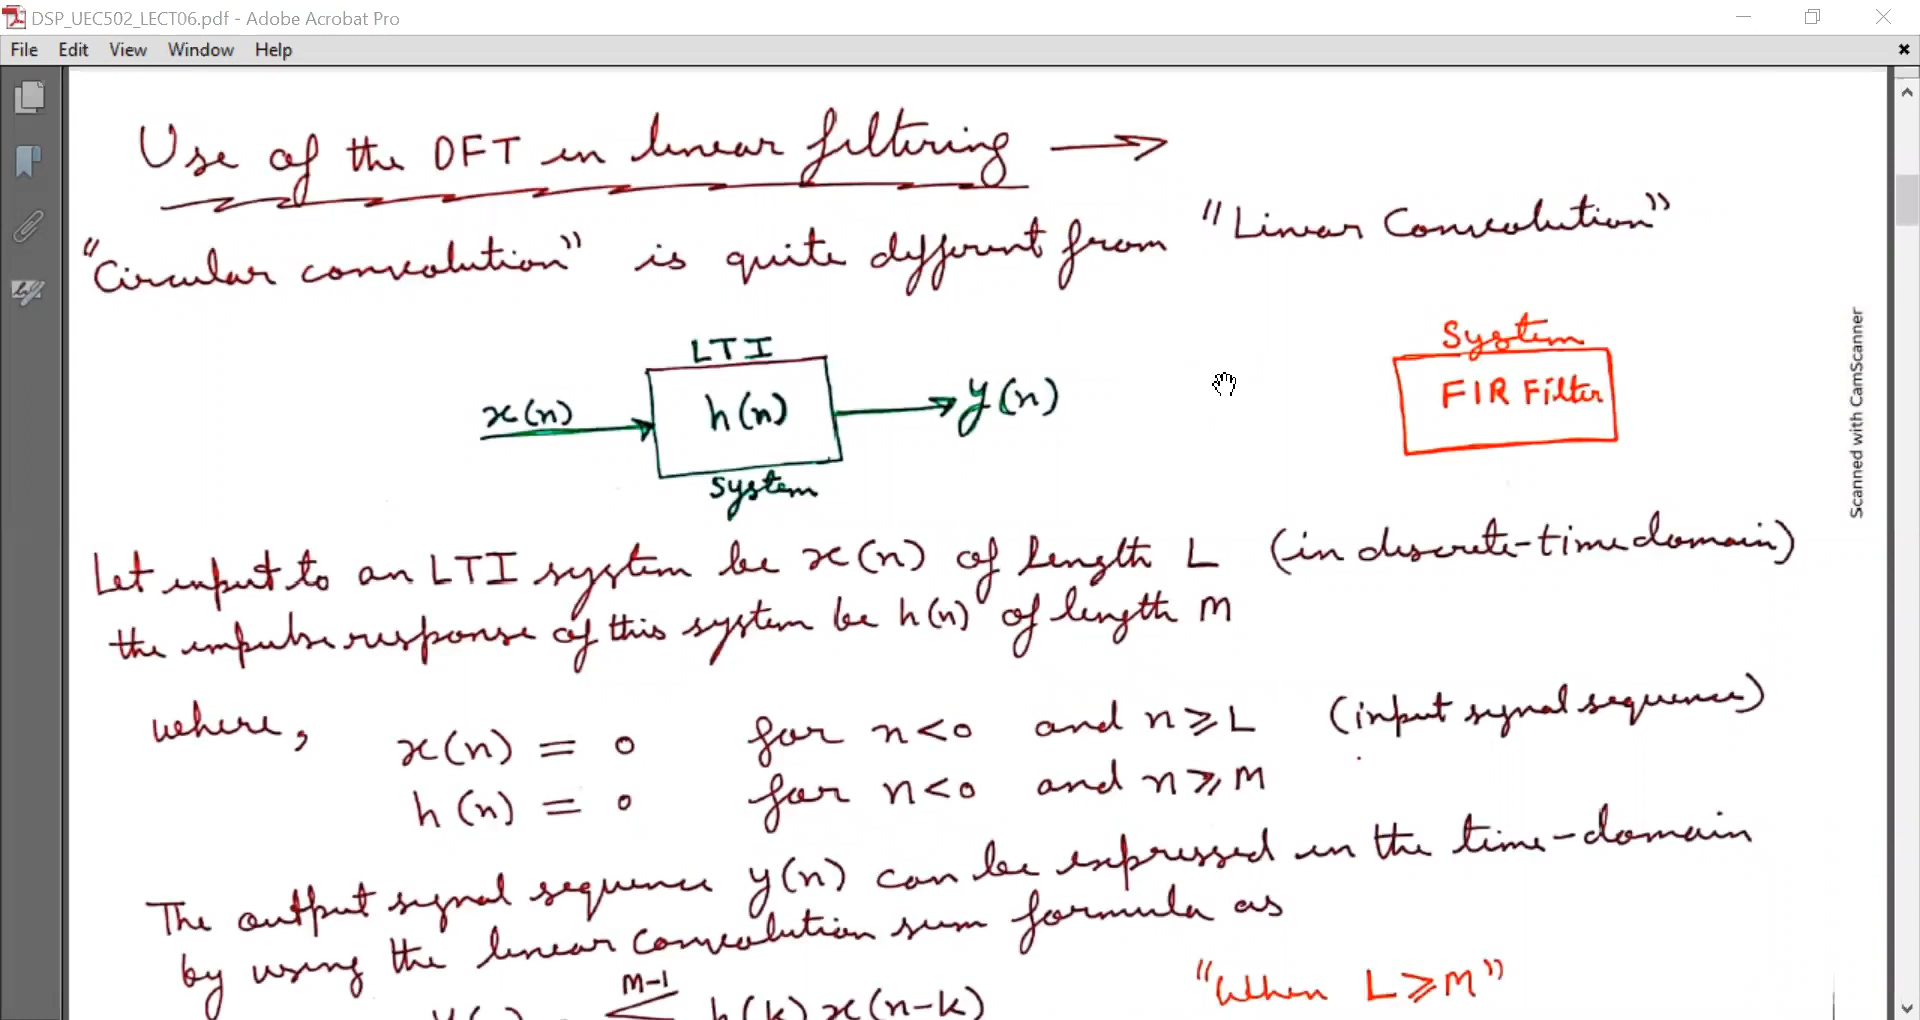 DSP_UEC502_LECT06.pdf - Adobe Acrobat Pro
File Edit View Window Help
Use of the DFT in linear filtering →
"Circular convolution" is quite different from "Linear Convolution"
LTI
x(n) h(n) y(n)
system
System
FIR Filter
Scanned with CamScanner
Let input to an LTI system be x(n) of length L (in discrete-time domain)
the impulse response of this system be h(n) of length M
where, x(n) = 0 for n<0 and n≥L (input signal sequence)
h(n) = 0 for n<0 and n≥M
The output signal sequence y(n) can be expressed in the time-domain
by using the linear convolution sum formula as
"When L≥M"
M-1
h(k) x(n-k)